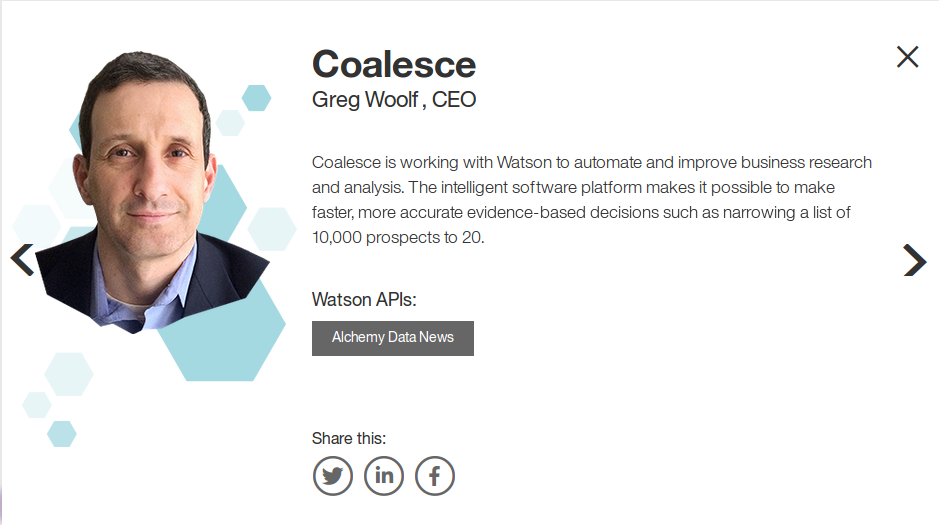 Coalesce
Greg Woolf , CEO
Coalesce is working with Watson to automate and improve business research
and analysis. The intelligent software platform makes it possible to make
faster, more accurate evidence-based decisions such as narrowing a list of
10,000 prospects to 20.
Watson APIs:
Alchemy Data News
Share this:
in
f